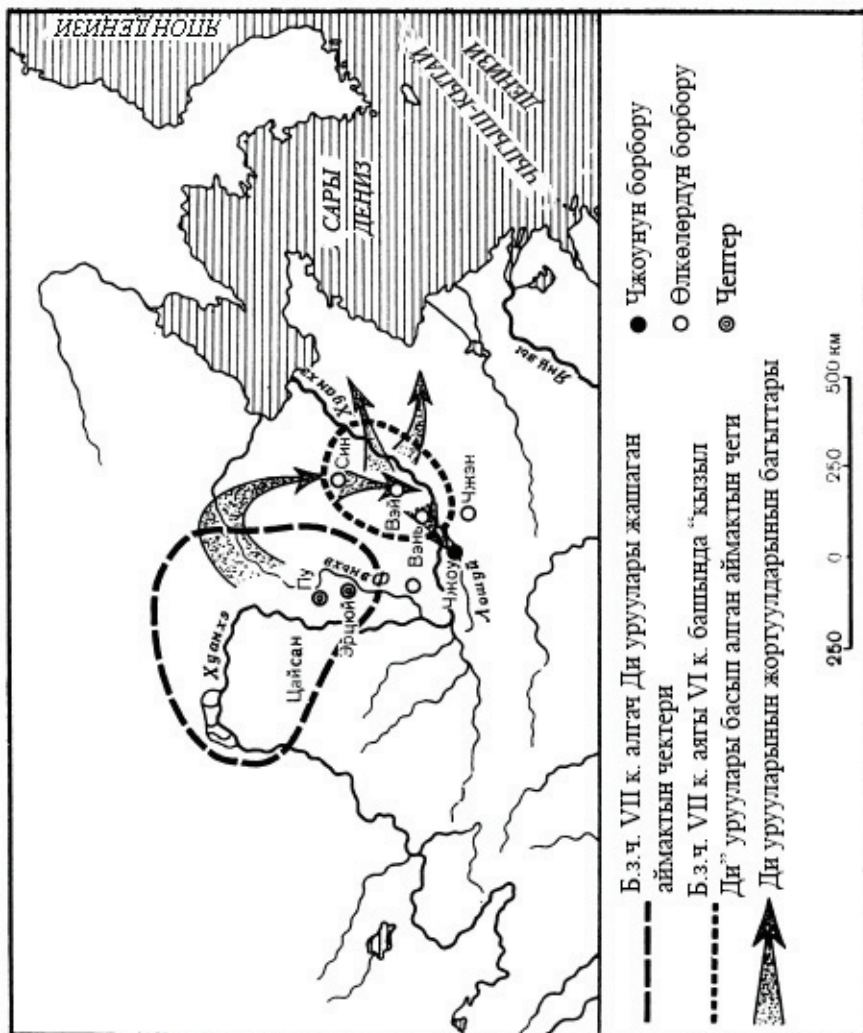 ЯПОН ДЕНИЗИ
САРЫ
ДЕҢИЗ
ЧЫГЫШ-КЫТАЙ
ДЕНИЗИ
Хуанхэ
Цайсан
Пу
Эрцюй
Фэньхэ
Син
Вэй
Вэнь
Чжоу
Чжэн
Лошуй
Хуанхэ
Янцзы
Б.з.ч. VII к. алгач Ди уруулары жашаган
аймактын чектери
Б.з.ч. VII к. аягы VI к. башында “кызыл
Ди” уруулары басып алган аймактын чеги
Ди урууларынын жортуулдарынын багыттары
Чжоунун борбору
Өлкөлөрдүн борбору
Чептер
250 0 250 500 км